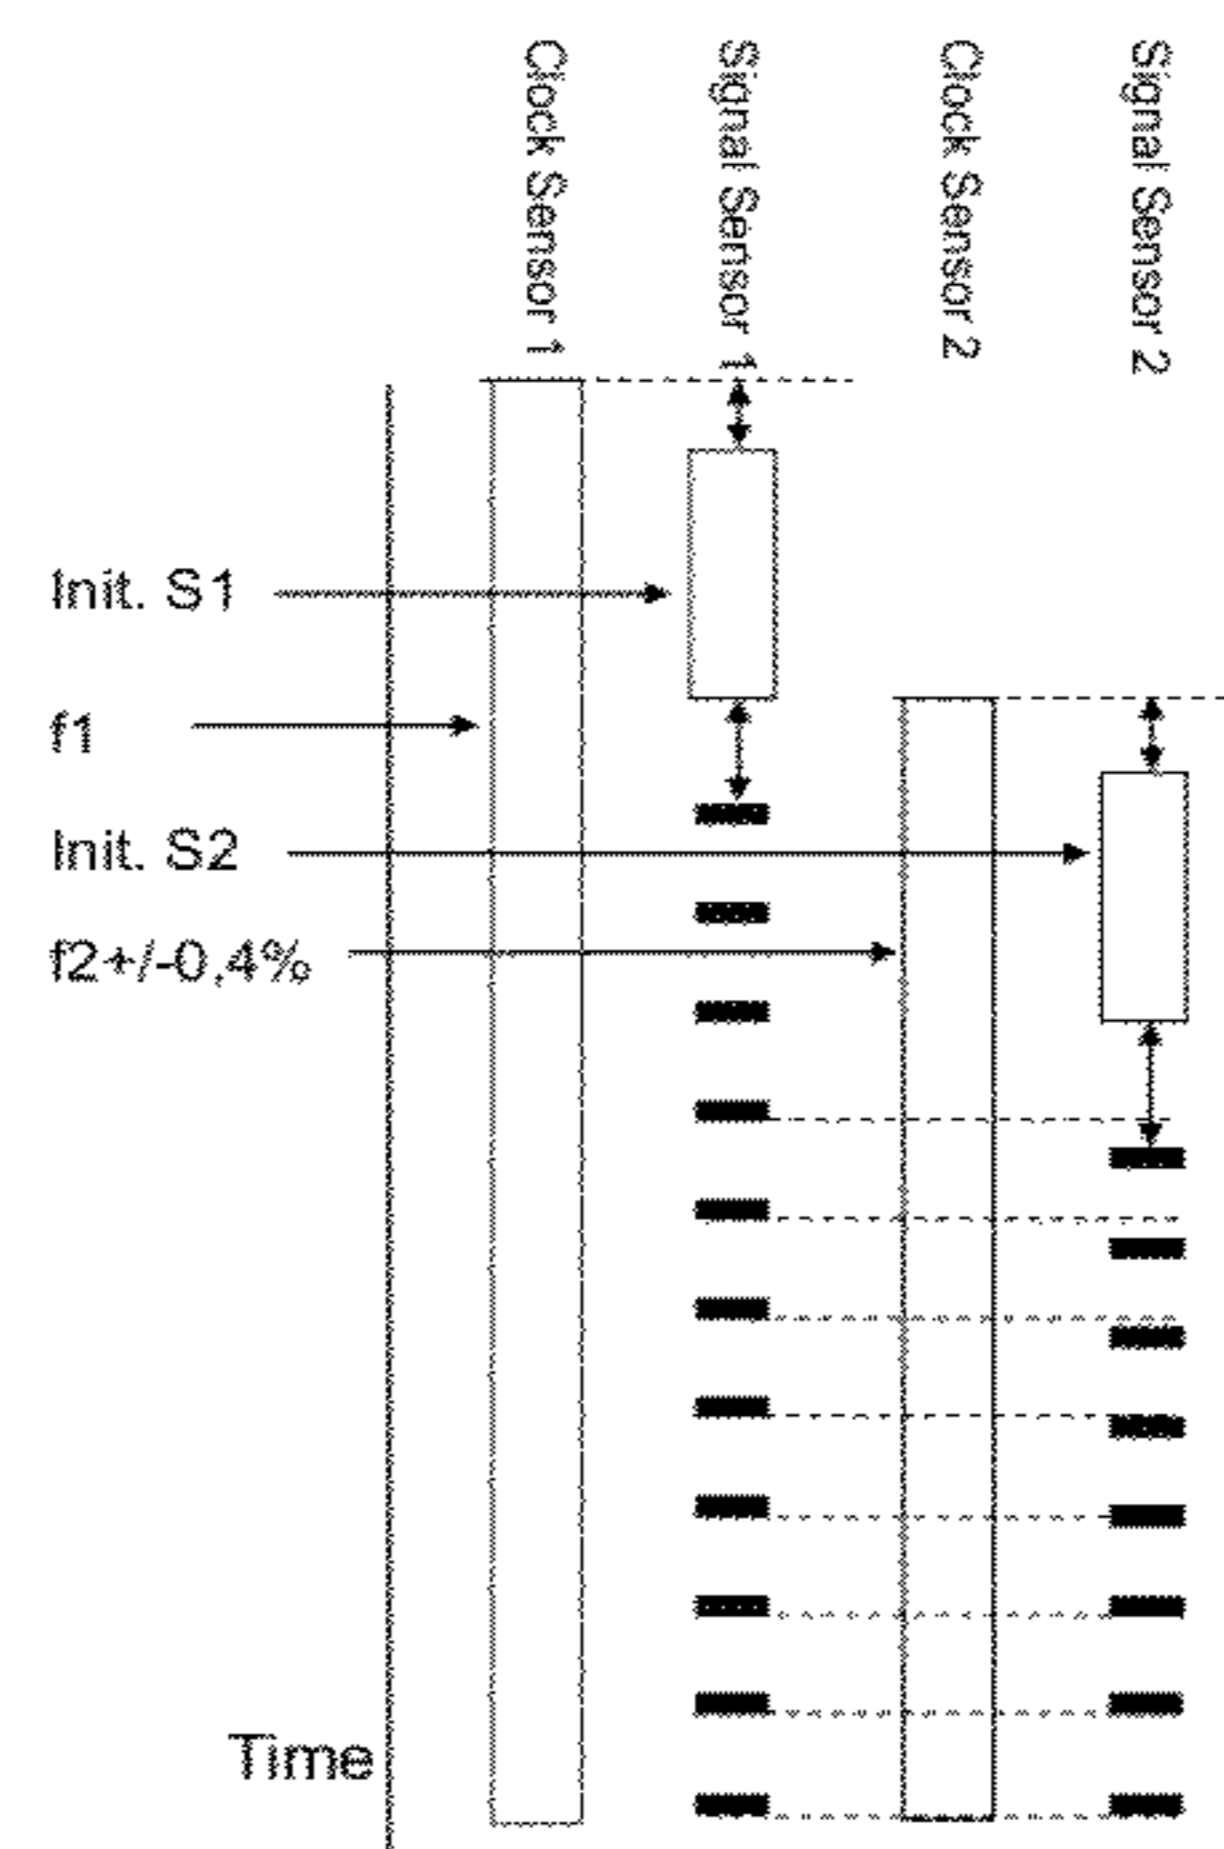 Clock Sensor 1
Signal Sensor 1
Clock Sensor 2
Signal Sensor 2
Init. S1
f1
Init. S2
f2+/-0,4%
Time